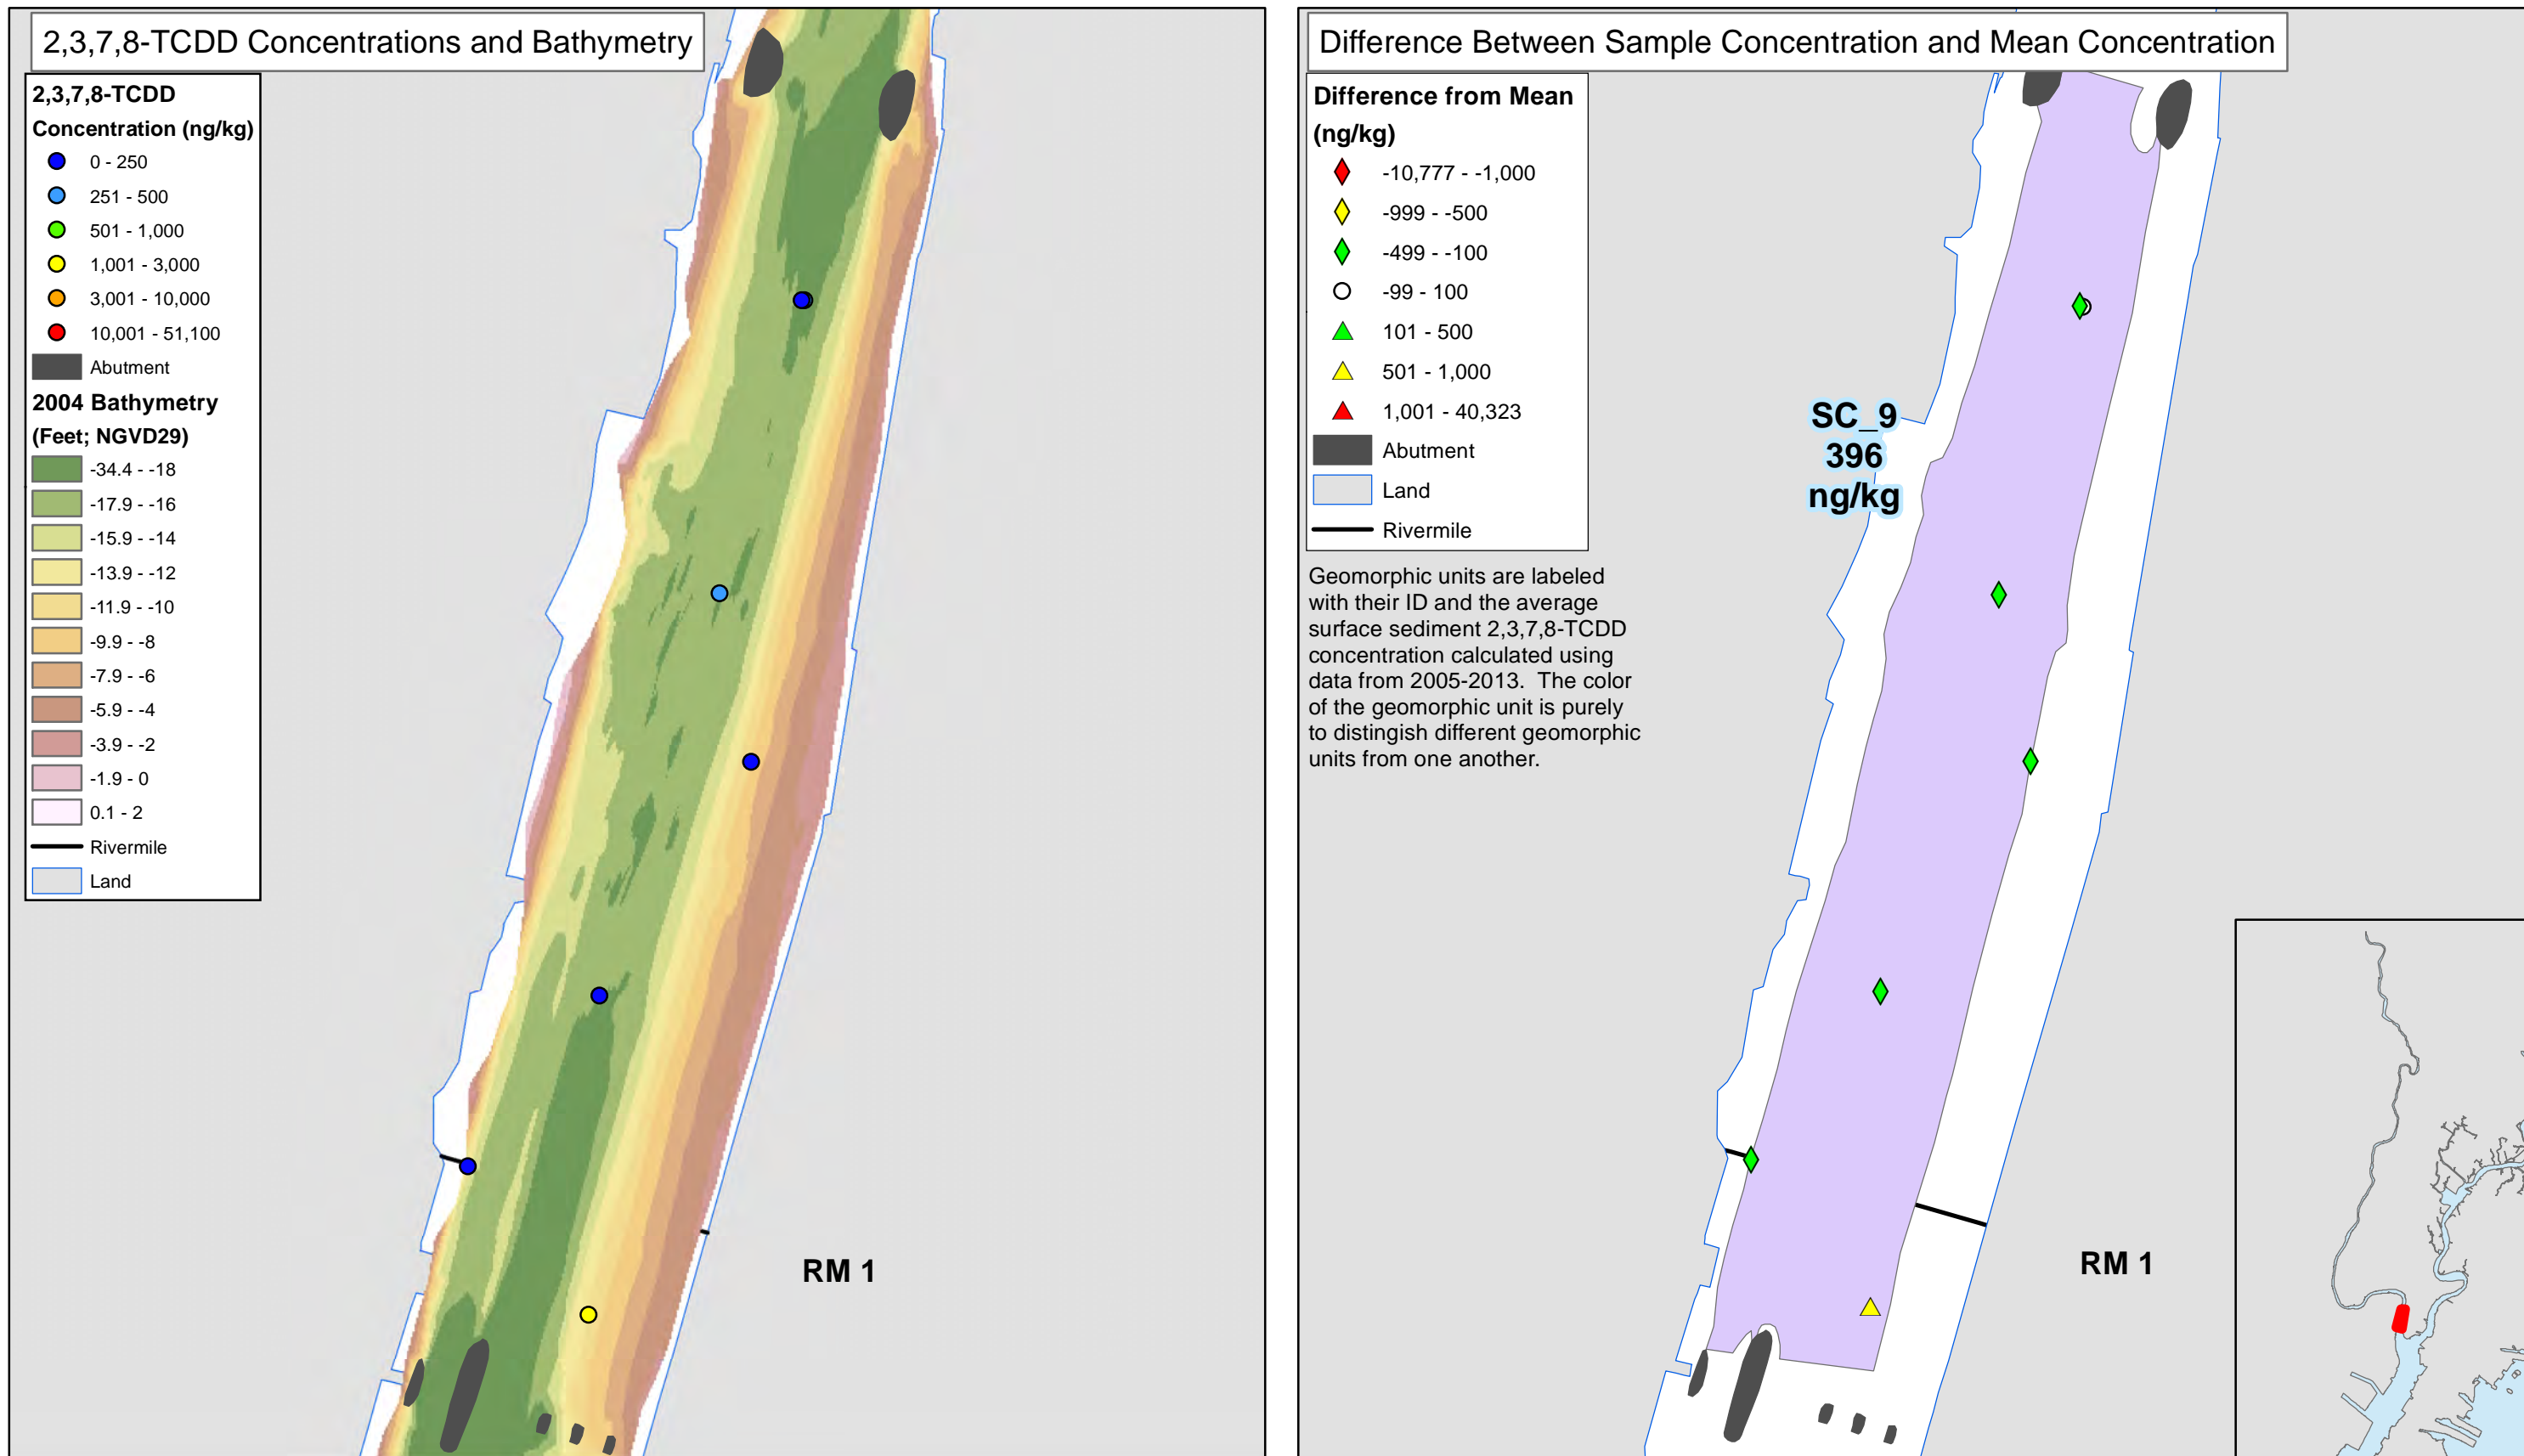 2,3,7,8-TCDD Concentrations and Bathymetry
2,3,7,8-TCDD
Concentration (ng/kg)
0 - 250
251 - 500
501 - 1,000
1,001 - 3,000
3,001 - 10,000
10,001 - 51,100
Abutment
2004 Bathymetry
(Feet; NGVD29)
-34.4 - -18
-17.9 - -16
-15.9 - -14
-13.9 - -12
-11.9 - -10
-9.9 - -8
-7.9 - -6
-5.9 - -4
-3.9 - -2
-1.9 - 0
0.1 - 2
Rivermile
Land
RM 1
Difference Between Sample Concentration and Mean Concentration
Difference from Mean
(ng/kg)
-10,777 - -1,000
-999 - -500
-499 - -100
-99 - 100
101 - 500
501 - 1,000
1,001 - 40,323
Abutment
Land
Rivermile
Geomorphic units are labeled
with their ID and the average
surface sediment 2,3,7,8-TCDD
concentration calculated using
data from 2005-2013.  The color
of the geomorphic unit is purely
to distingish different geomorphic
units from one another.
SC_9
396
ng/kg
RM 1